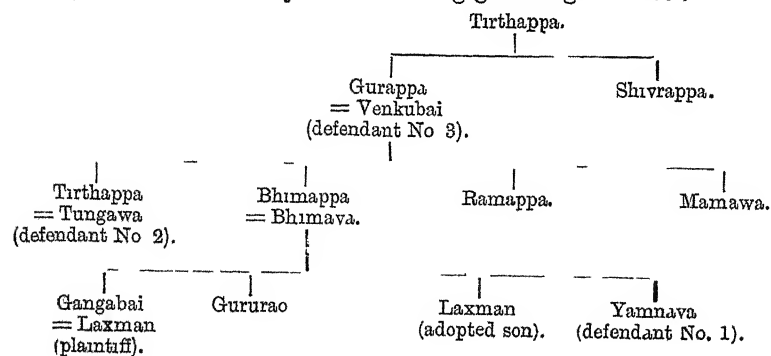 Tirthappa.
Gurappa Shivrappa.
= Venkubai
(defendant No 3).
Tirthappa Bhimappa Ramappa. Mamawa.
= Tungawa = Bhimava.
(defendant No 2).
Gangabai Gururao Laxman Yamnava
= Laxman (adopted son). (defendant No. 1).
(plaintiff).